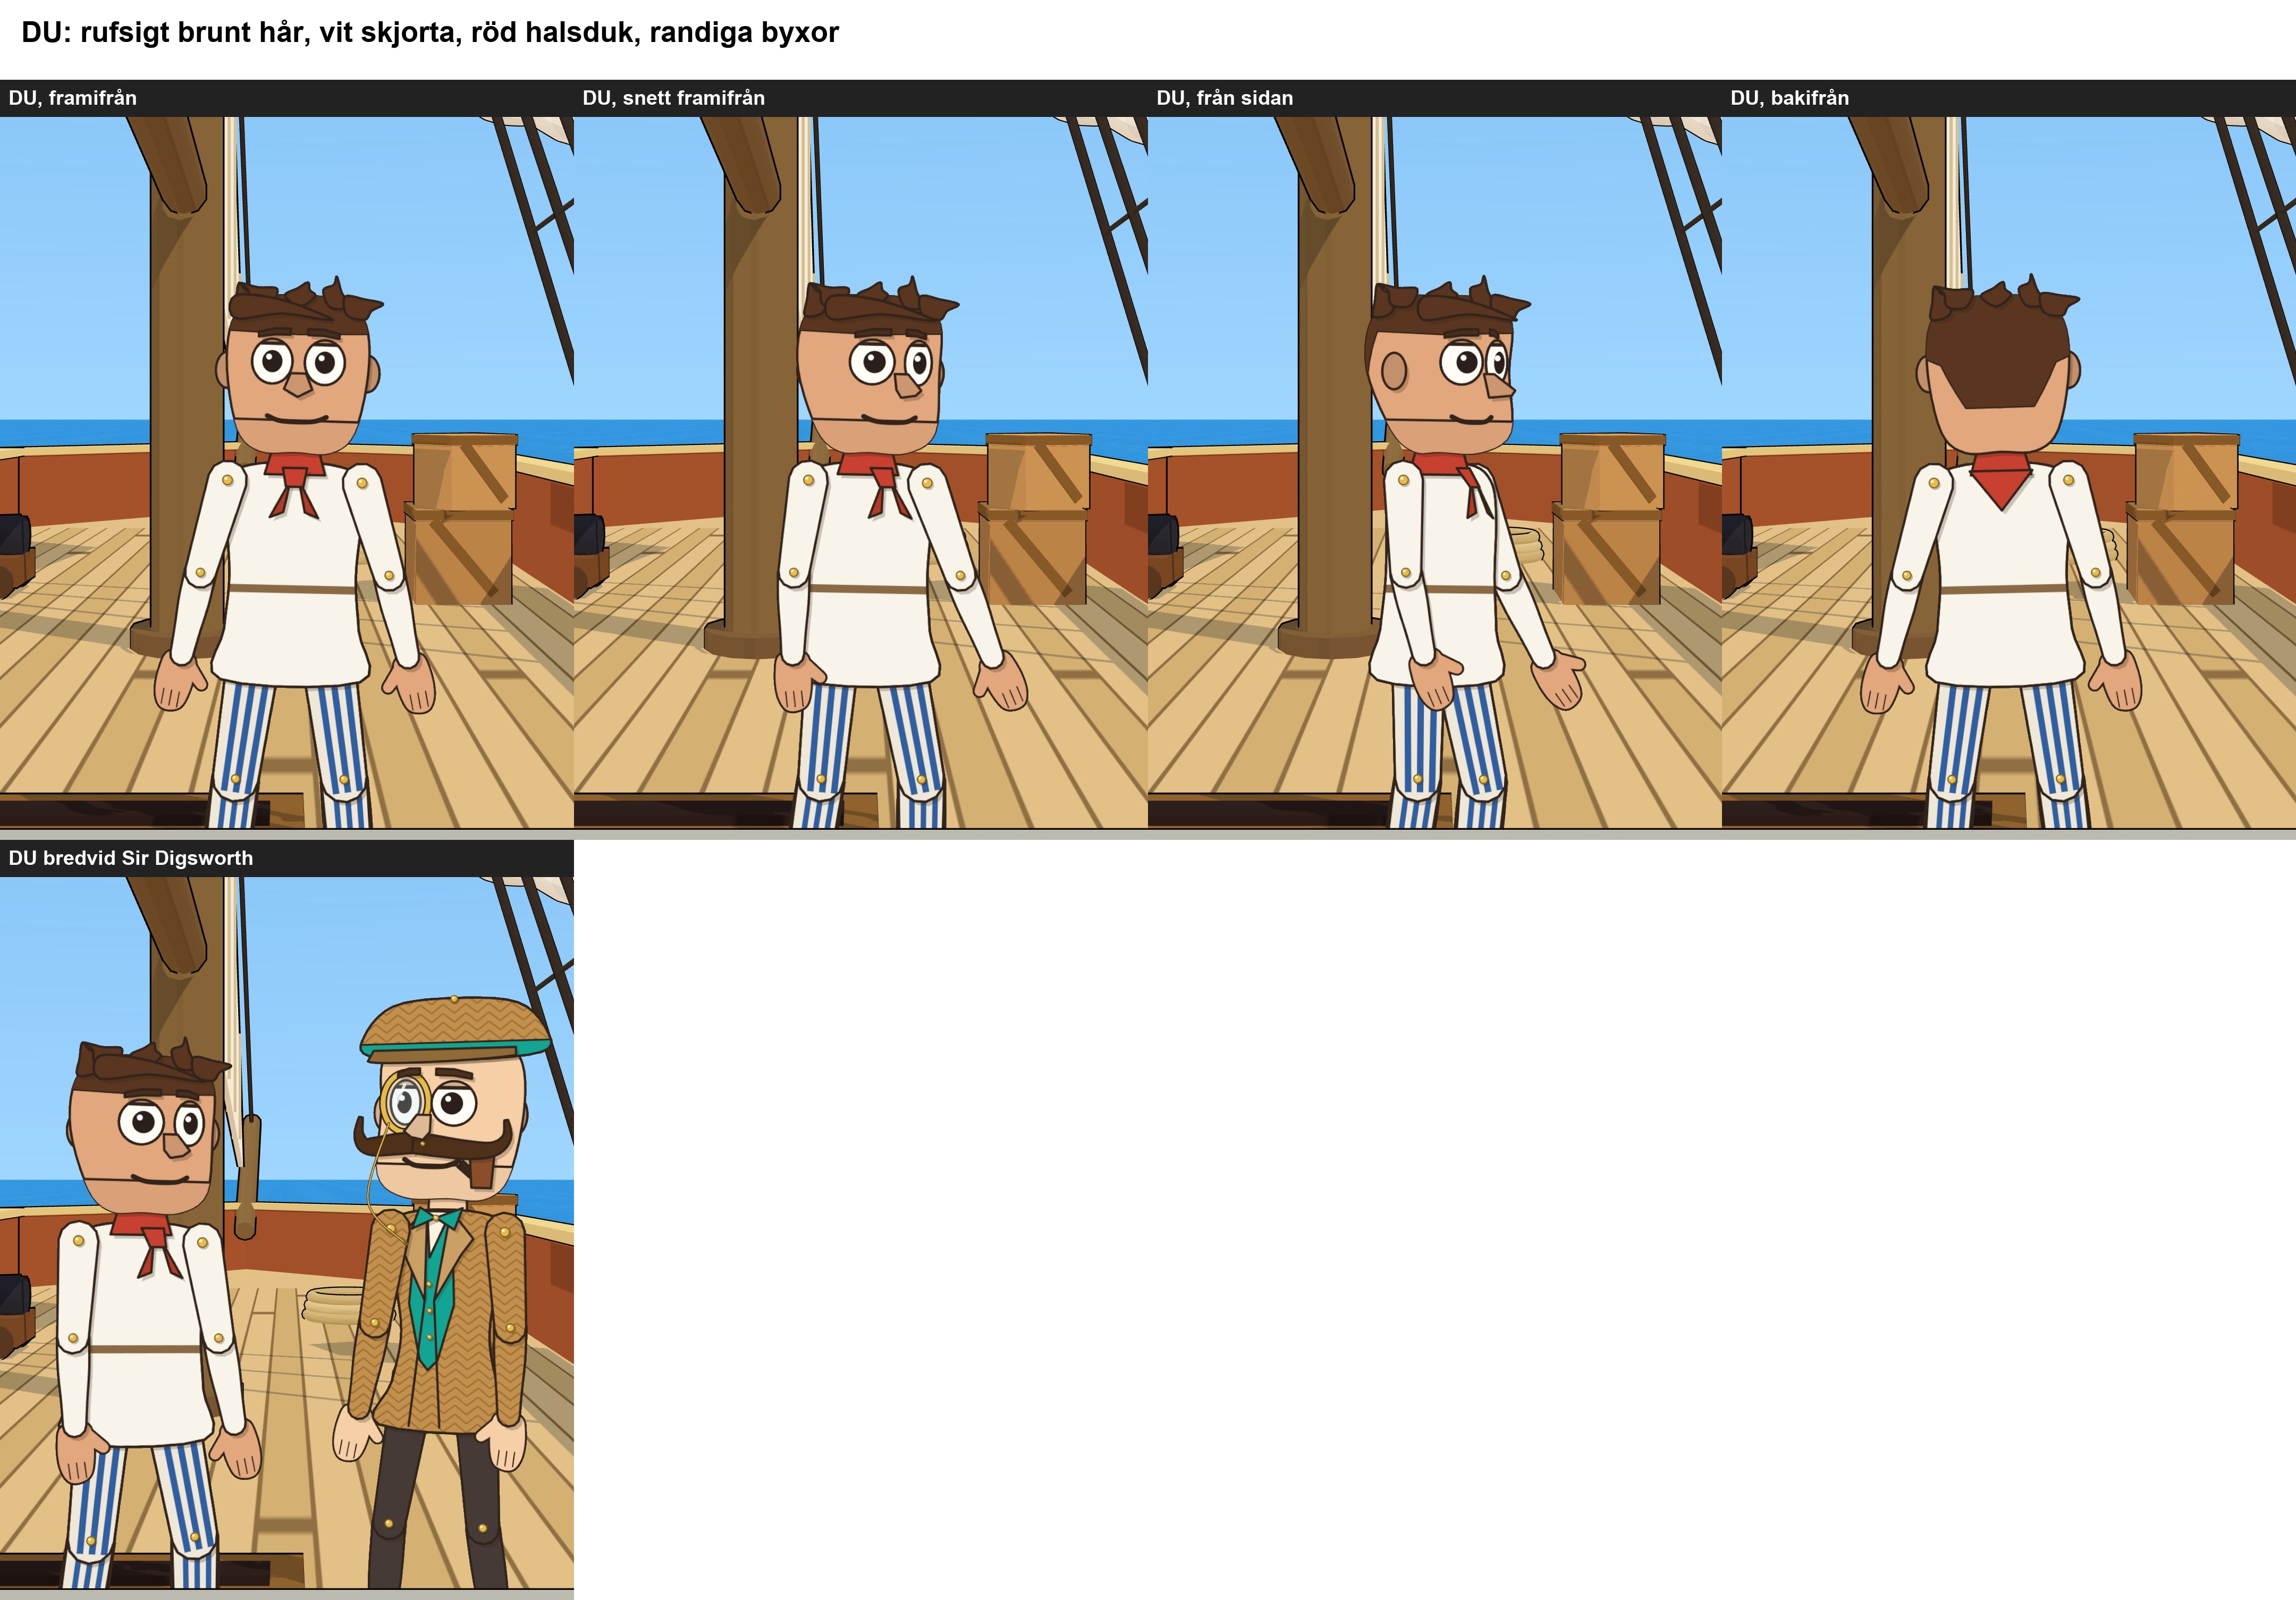 DU: rufsigt brunt hår, vit skjorta, röd halsduk, randiga byxor
DU, framifrån
DU, snett framifrån
DU, från sidan
DU, bakifrån
DU bredvid Sir Digsworth